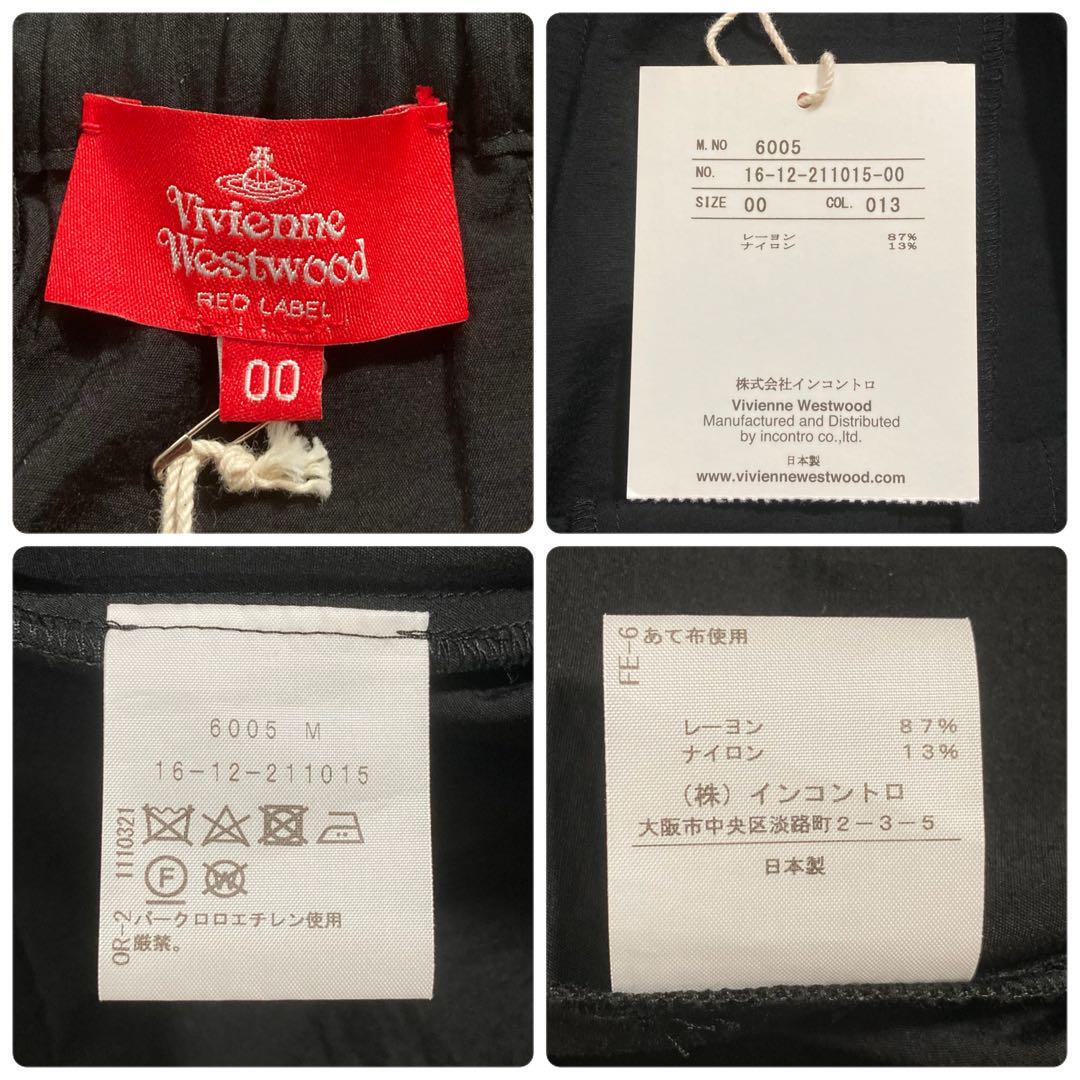 Vivienne
Westwood
RED LABEL
00
M.NO 6005
NO. 16-12-211015-00
SIZE 00 COL. 013
レーヨン 87%
ナイロン 13%
株式会社インコントロ
Vivienne Westwood
Manufactured and Distributed
by incontro co.,ltd.
日本製
www.viviennewestwood.com
6005 M
16-12-211015
110321
F W
OR-2
パークロロエチレン使用
厳禁。
FE-6
あて布使用
レーヨン 87%
ナイロン 13%
(株)インコントロ
大阪市中央区淡路町2-3-5
日本製